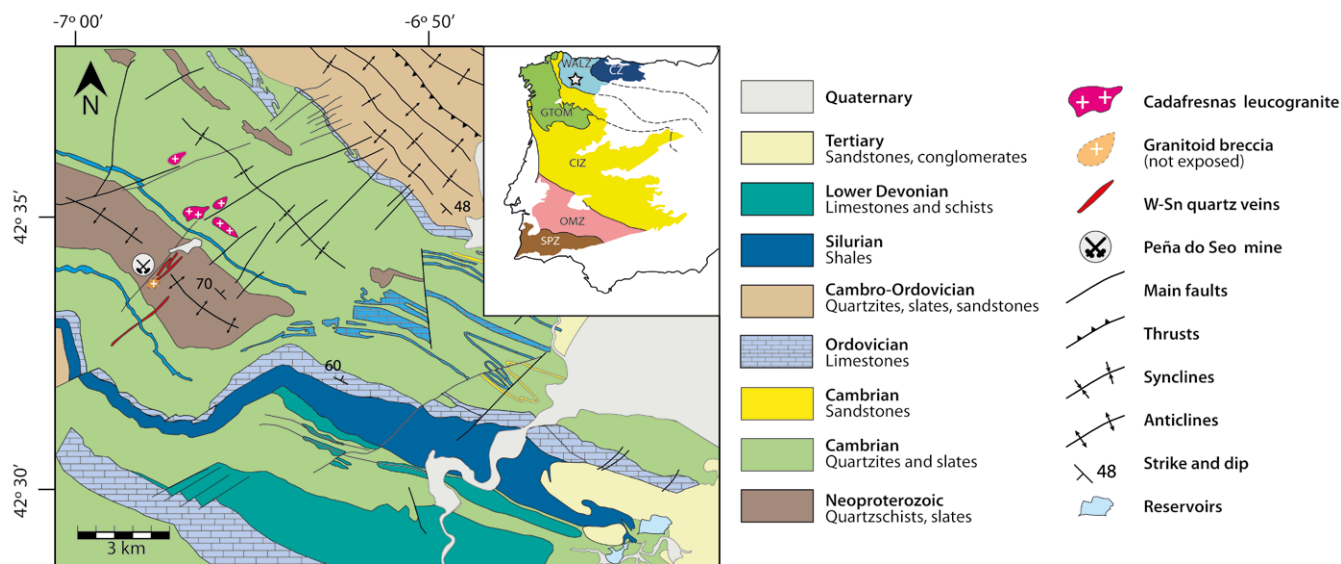 -7º 00'
-6º 50'
N
42º 35'
42º 30'
48
70
60
3 km
WALZ
CZ
GTOM
CIZ
OMZ
SPZ
Quaternary
Tertiary
Sandstones, conglomerates
Lower Devonian
Limestones and schists
Silurian
Shales
Cambro-Ordovician
Quartzites, slates, sandstones
Ordovician
Limestones
Cambrian
Sandstones
Cambrian
Quartzites and slates
Neoproterozoic
Quartzschists, slates
Cadafresnas leucogranite
Granitoid breccia
(not exposed)
W-Sn quartz veins
Peña do Seo mine
Main faults
Thrusts
Synclines
Anticlines
48 Strike and dip
Reservoirs